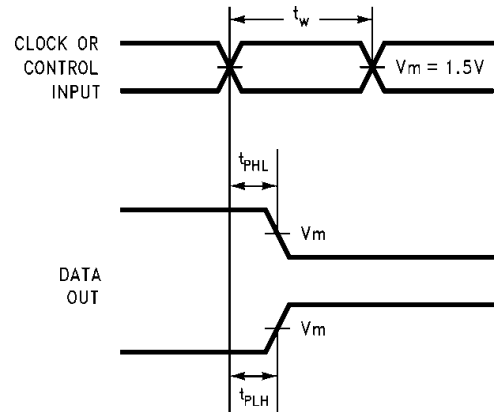 t_w
CLOCK OR
CONTROL
INPUT
Vm = 1.5V
t_PHL
Vm
DATA
OUT
Vm
t_PLH